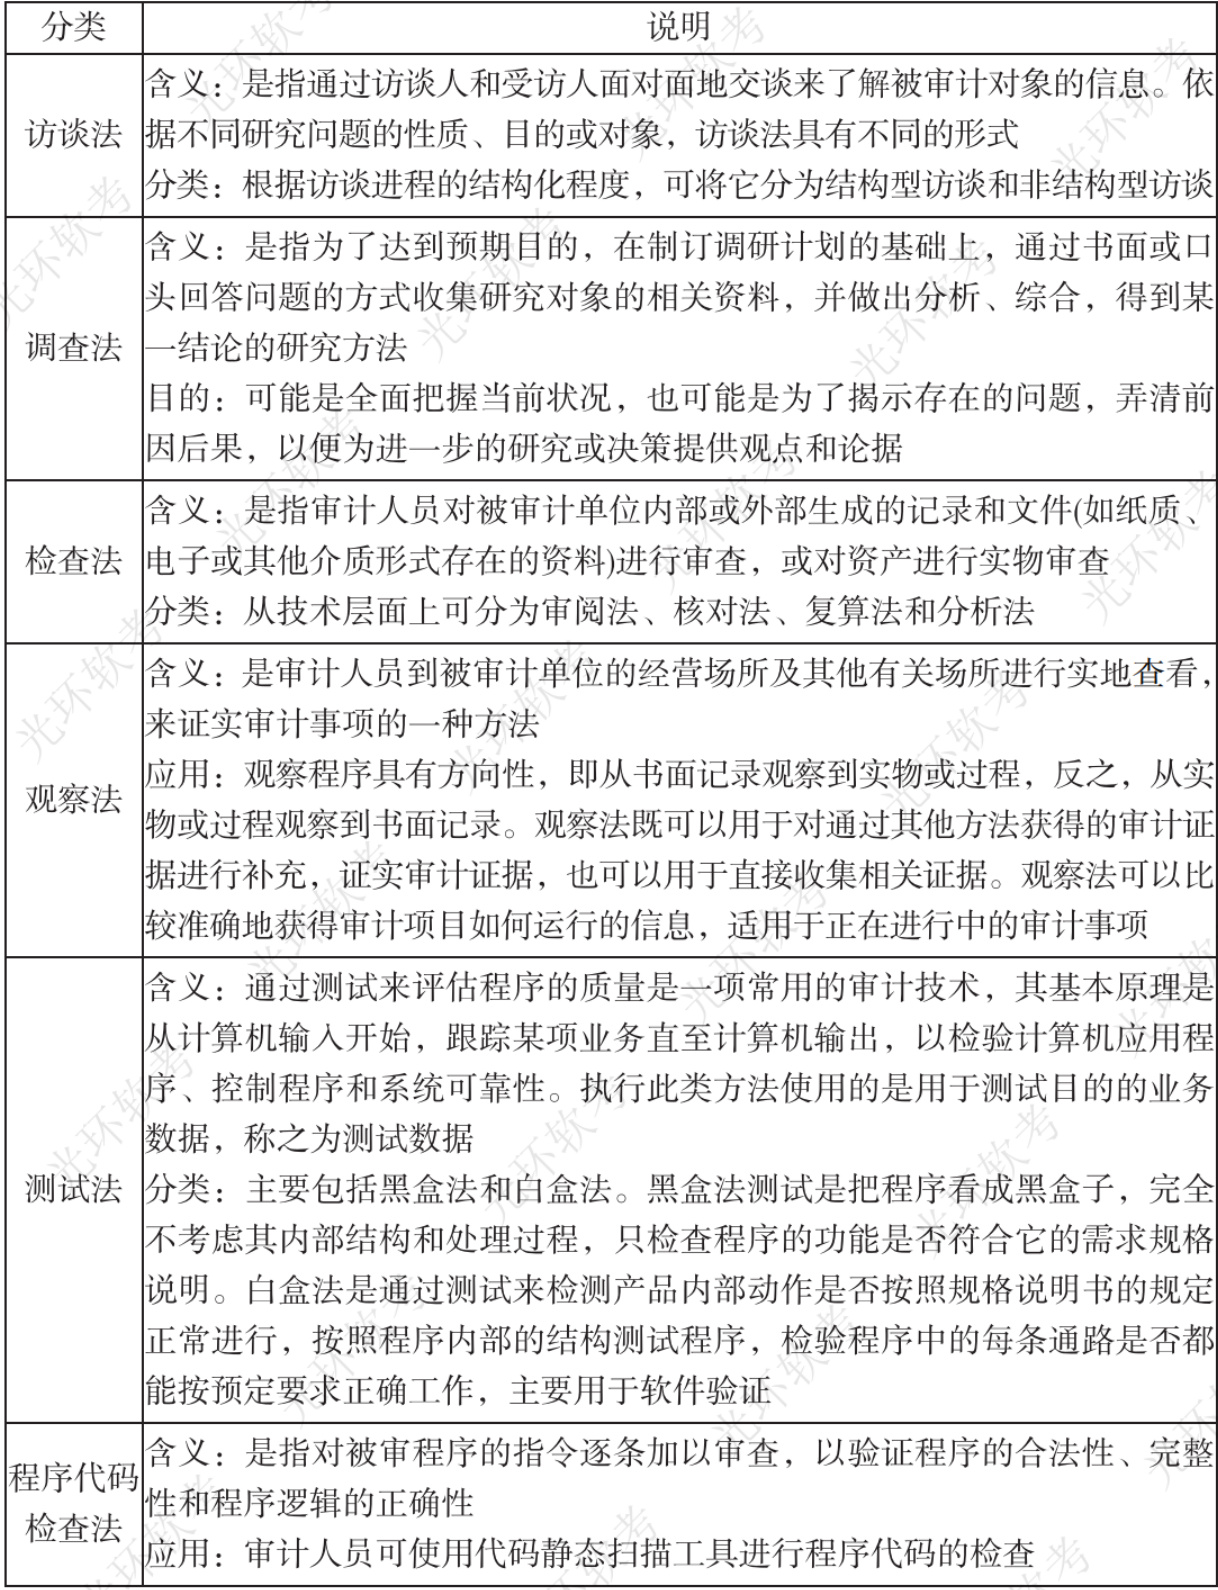 分类 说明
访谈法
含义：是指通过访谈人和受访人面对面地交谈来了解被审计对象的信息。依
据不同研究问题的性质、目的或对象，访谈法具有不同的形式
分类：根据访谈进程的结构化程度，可将它分为结构型访谈和非结构型访谈
调查法
含义：是指为了达到预期目的，在制订调研计划的基础上，通过书面或口
头回答问题的方式收集研究对象的相关资料，并做出分析、综合，得到某
一结论的研究方法
目的：可能是全面把握当前状况，也可能是为了揭示存在的问题，弄清前
因后果，以便为进一步的研究或决策提供观点和论据
检查法
含义：是指审计人员对被审计单位内部或外部生成的记录和文件(如纸质、
电子或其他介质形式存在的资料)进行审查，或对资产进行实物审查
分类：从技术层面上可分为审阅法、核对法、复算法和分析法
观察法
含义：是审计人员到被审计单位的经营场所及其他有关场所进行实地查看，
来证实审计事项的一种方法
应用：观察程序具有方向性，即从书面记录观察到实物或过程，反之，从实
物或过程观察到书面记录。观察法既可以用于对通过其他方法获得的审计证
据进行补充，证实审计证据，也可以用于直接收集相关证据。观察法可以比
较准确地获得审计项目如何运行的信息，适用于正在进行中的审计事项
测试法
含义：通过测试来评估程序的质量是一项常用的审计技术，其基本原理是
从计算机输入开始，跟踪某项业务直至计算机输出，以检验计算机应用程
序、控制程序和系统可靠性。执行此类方法使用的是用于测试目的的业务
数据，称之为测试数据
分类：主要包括黑盒法和白盒法。黑盒法测试是把程序看成黑盒子，完全
不考虑其内部结构和处理过程，只检查程序的功能是否符合它的需求规格
说明。白盒法是通过测试来检测产品内部动作是否按照规格说明书的规定
正常进行，按照程序内部的结构测试程序，检验程序中的每条通路是否都
能按预定要求正确工作，主要用于软件验证
程序代码
检查法
含义：是指对被审程序的指令逐条加以审查，以验证程序的合法性、完整
性和程序逻辑的正确性
应用：审计人员可使用代码静态扫描工具进行程序代码的检查
光环软考